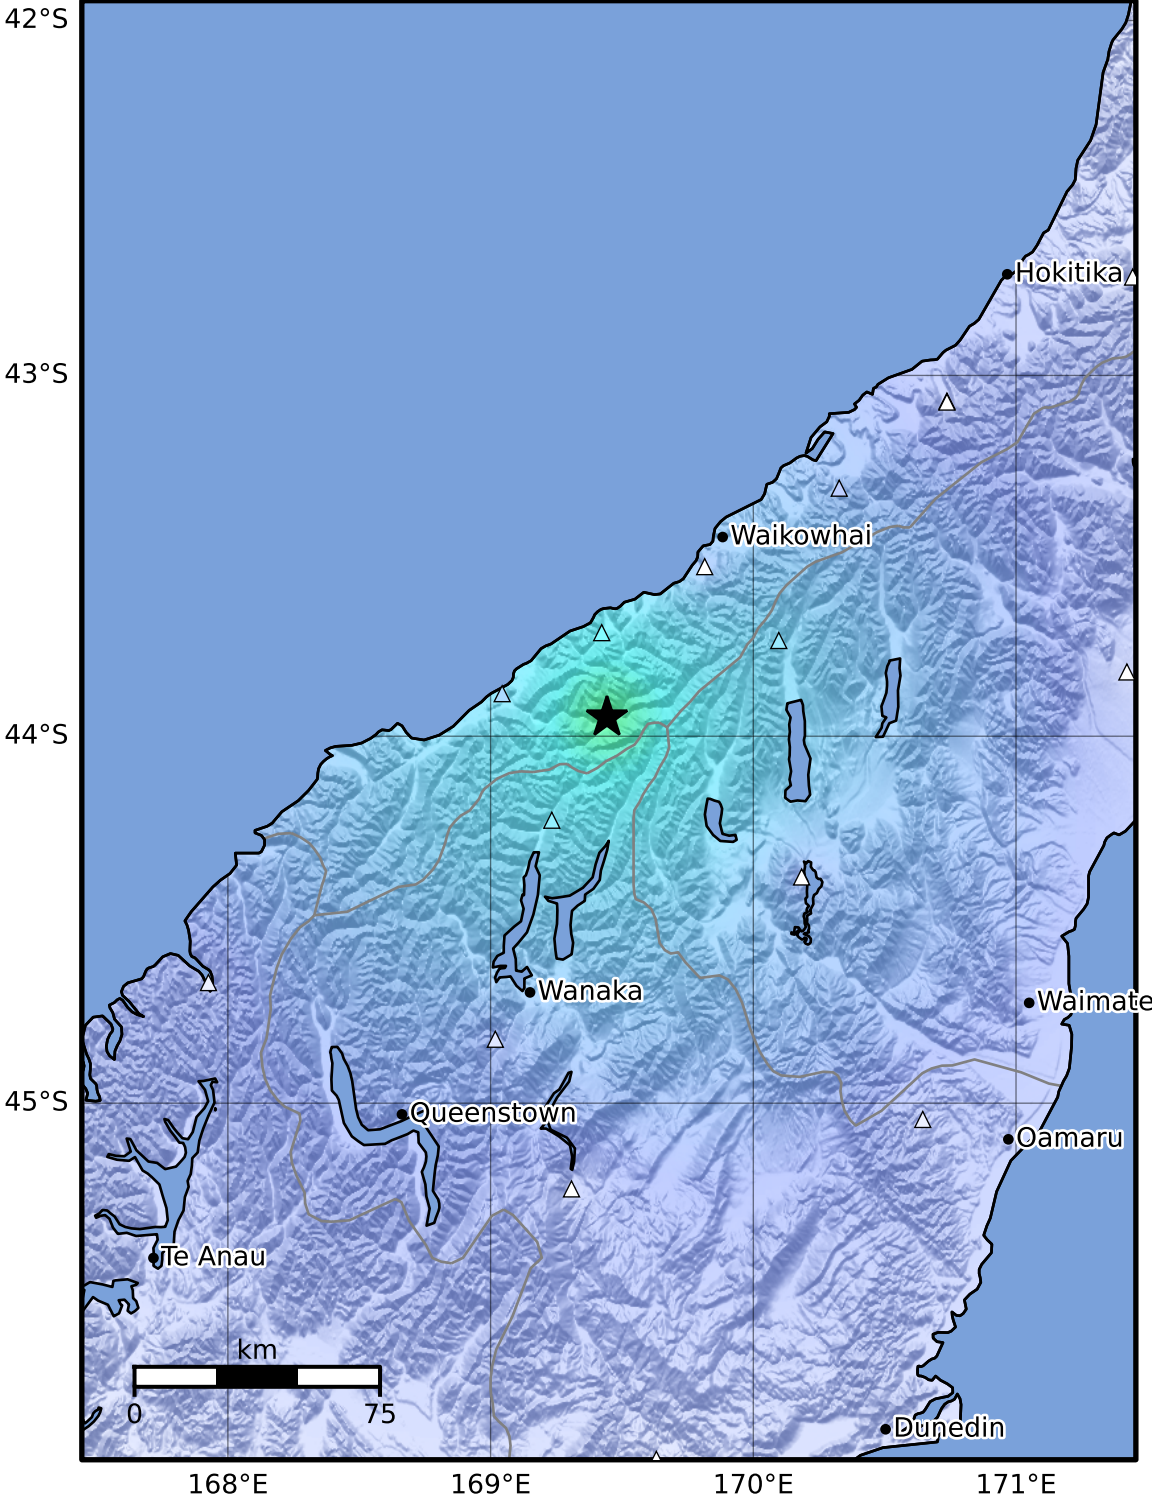 42°S
Hokitika
43°S
Waikowhai
44°S
Wanaka
Waimate
45°S
Queenstown
Oamaru
Te Anau
km
0 75
Dunedin
168°E 169°E 170°E 171°E